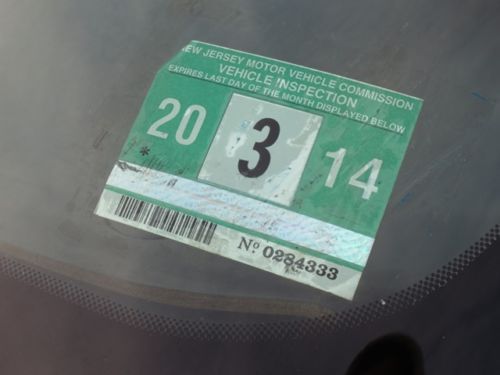 NEW JERSEY MOTOR VEHICLE COMMISSION
VEHICLE INSPECTION
EXPIRES LAST DAY OF THE MONTH DISPLAYED BELOW
20 3 14
*
Nº 0284333